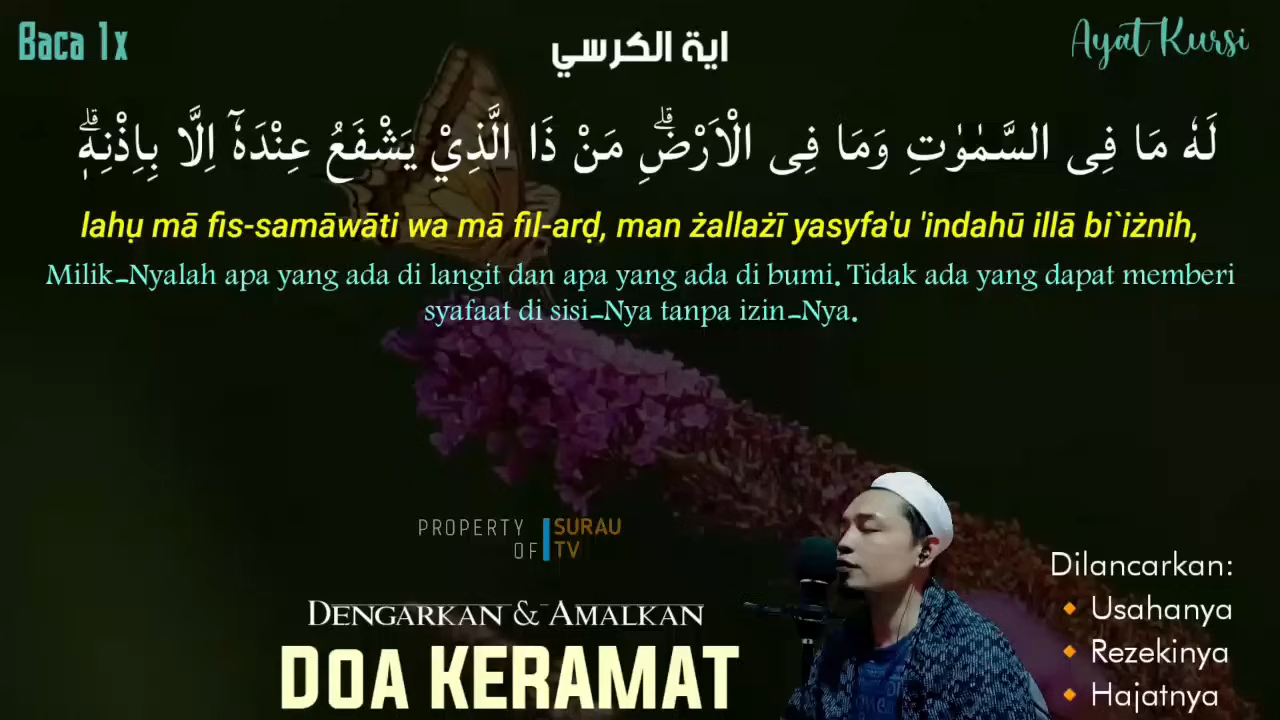 Baca 1x
اية الكرسي
Ayat Kursi
لَهٗ مَا فِى السَّمٰوٰتِ وَمَا فِى الْاَرْضِۗ مَنْ ذَا الَّذِيْ يَشْفَعُ عِنْدَهٗٓ اِلَّا بِاِذْنِهٖۗ
lahụ mā fis-samāwāti wa mā fil-arḍ, man żallażī yasyfa'u 'indahū illā bi`iżnih,
Milik-Nyalah apa yang ada di langit dan apa yang ada di bumi. Tidak ada yang dapat memberi
syafaat di sisi-Nya tanpa izin-Nya.
PROPERTY OF SURAU TV
DENGARKAN & AMALKAN
DOA KERAMAT
Dilancarkan:
🔸 Usahanya
🔸 Rezekinya
🔸 Hajatnya